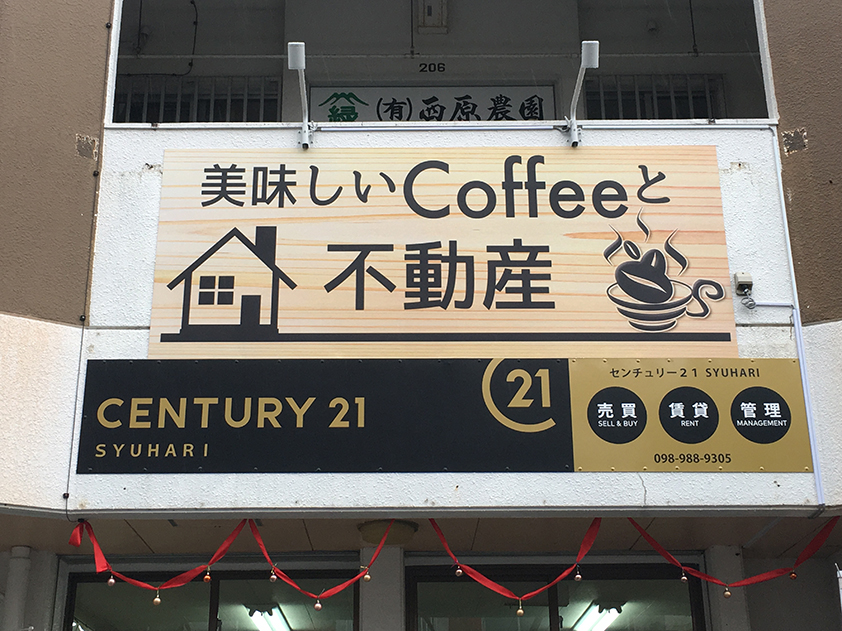 206
緑 (有)西原農園
美味しいCoffeeと
不動産
CENTURY 21
SYUHARI
21
センチュリー21 SYUHARI
売買 賃貸 管理
SELL & BUY RENT MANAGEMENT
098-988-9305